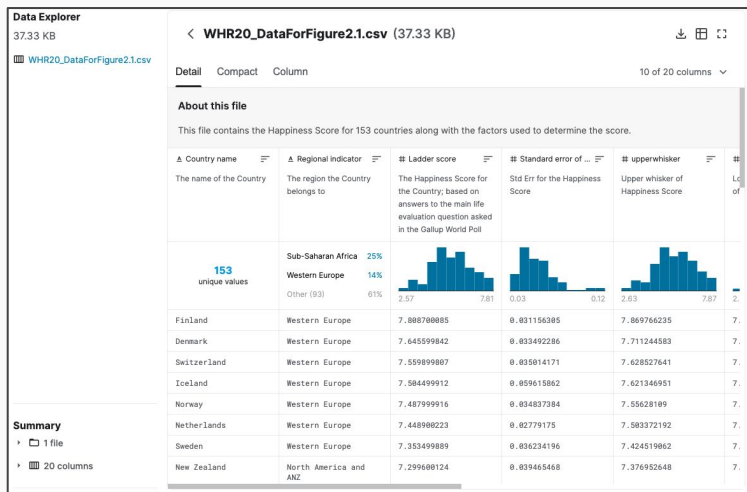 Data Explorer
37.33 KB
WHR20_DataForFigure2.1.csv
Summary
1 file
20 columns
WHR20_DataForFigure2.1.csv (37.33 KB)
Detail Compact Column
10 of 20 columns
About this file
This file contains the Happiness Score for 153 countries along with the factors used to determine the score.
Country name
Regional indicator
# Ladder score
# Standard error of ...
# upperwhisker
#
The name of the Country
The region the Country
belongs to
The Happiness Score for
the Country; based on
answers to the main life
evaluation question asked
in the Gallup World Poll
Std Err for the Happiness
Score
Upper whisker of
Happiness Score
153
unique values
Sub-Saharan Africa 25%
Western Europe 14%
Other (93) 61%
2.57 7.81
0.03 0.12
2.63 7.87
2.
Finland Western Europe 7.808700085 0.031156305 7.869766235 7.
Denmark Western Europe 7.645599842 0.033492286 7.711244583 7.
Switzerland Western Europe 7.559899807 0.035014171 7.628527641 7.
Iceland Western Europe 7.504499912 0.059615862 7.621346951 7.
Norway Western Europe 7.487999916 0.034837384 7.55628109 7.
Netherlands Western Europe 7.448900223 0.02779175 7.503372192 7.
Sweden Western Europe 7.353499889 0.036234196 7.424519062 7.
New Zealand North America and 7.299600124 0.039465468 7.376952648 7.
ANZ